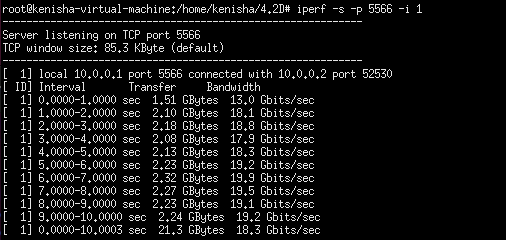 root@kenisha-virtual-machine:/home/kenisha/4.2D# iperf -s -p 5566 -i 1
------------------------------------------------------------
Server listening on TCP port 5566
TCP window size: 85.3 KByte (default)
------------------------------------------------------------
[  1] local 10.0.0.1 port 5566 connected with 10.0.0.2 port 52530
[ ID] Interval       Transfer     Bandwidth
[  1] 0.0000-1.0000 sec  1.51 GBytes  13.0 Gbits/sec
[  1] 1.0000-2.0000 sec  2.10 GBytes  18.1 Gbits/sec
[  1] 2.0000-3.0000 sec  2.18 GBytes  18.8 Gbits/sec
[  1] 3.0000-4.0000 sec  2.08 GBytes  17.9 Gbits/sec
[  1] 4.0000-5.0000 sec  2.13 GBytes  18.3 Gbits/sec
[  1] 5.0000-6.0000 sec  2.23 GBytes  19.2 Gbits/sec
[  1] 6.0000-7.0000 sec  2.32 GBytes  19.9 Gbits/sec
[  1] 7.0000-8.0000 sec  2.27 GBytes  19.5 Gbits/sec
[  1] 8.0000-9.0000 sec  2.23 GBytes  19.1 Gbits/sec
[  1] 9.0000-10.0000 sec  2.24 GBytes  19.2 Gbits/sec
[  1] 0.0000-10.0003 sec  21.3 GBytes  18.3 Gbits/sec